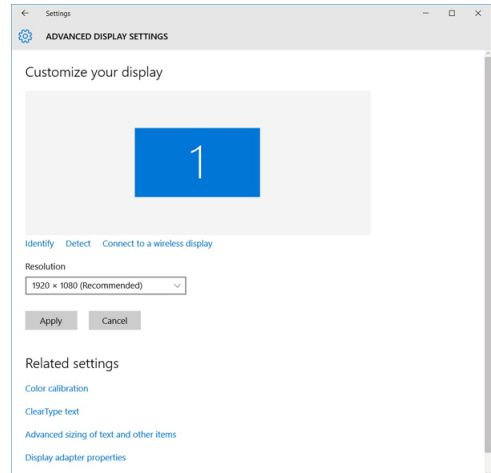 Settings
ADVANCED DISPLAY SETTINGS
Customize your display
1
Identify Detect Connect to a wireless display
Resolution
1920 × 1080 (Recommended)
Apply Cancel
Related settings
Color calibration
ClearType text
Advanced sizing of text and other items
Display adapter properties